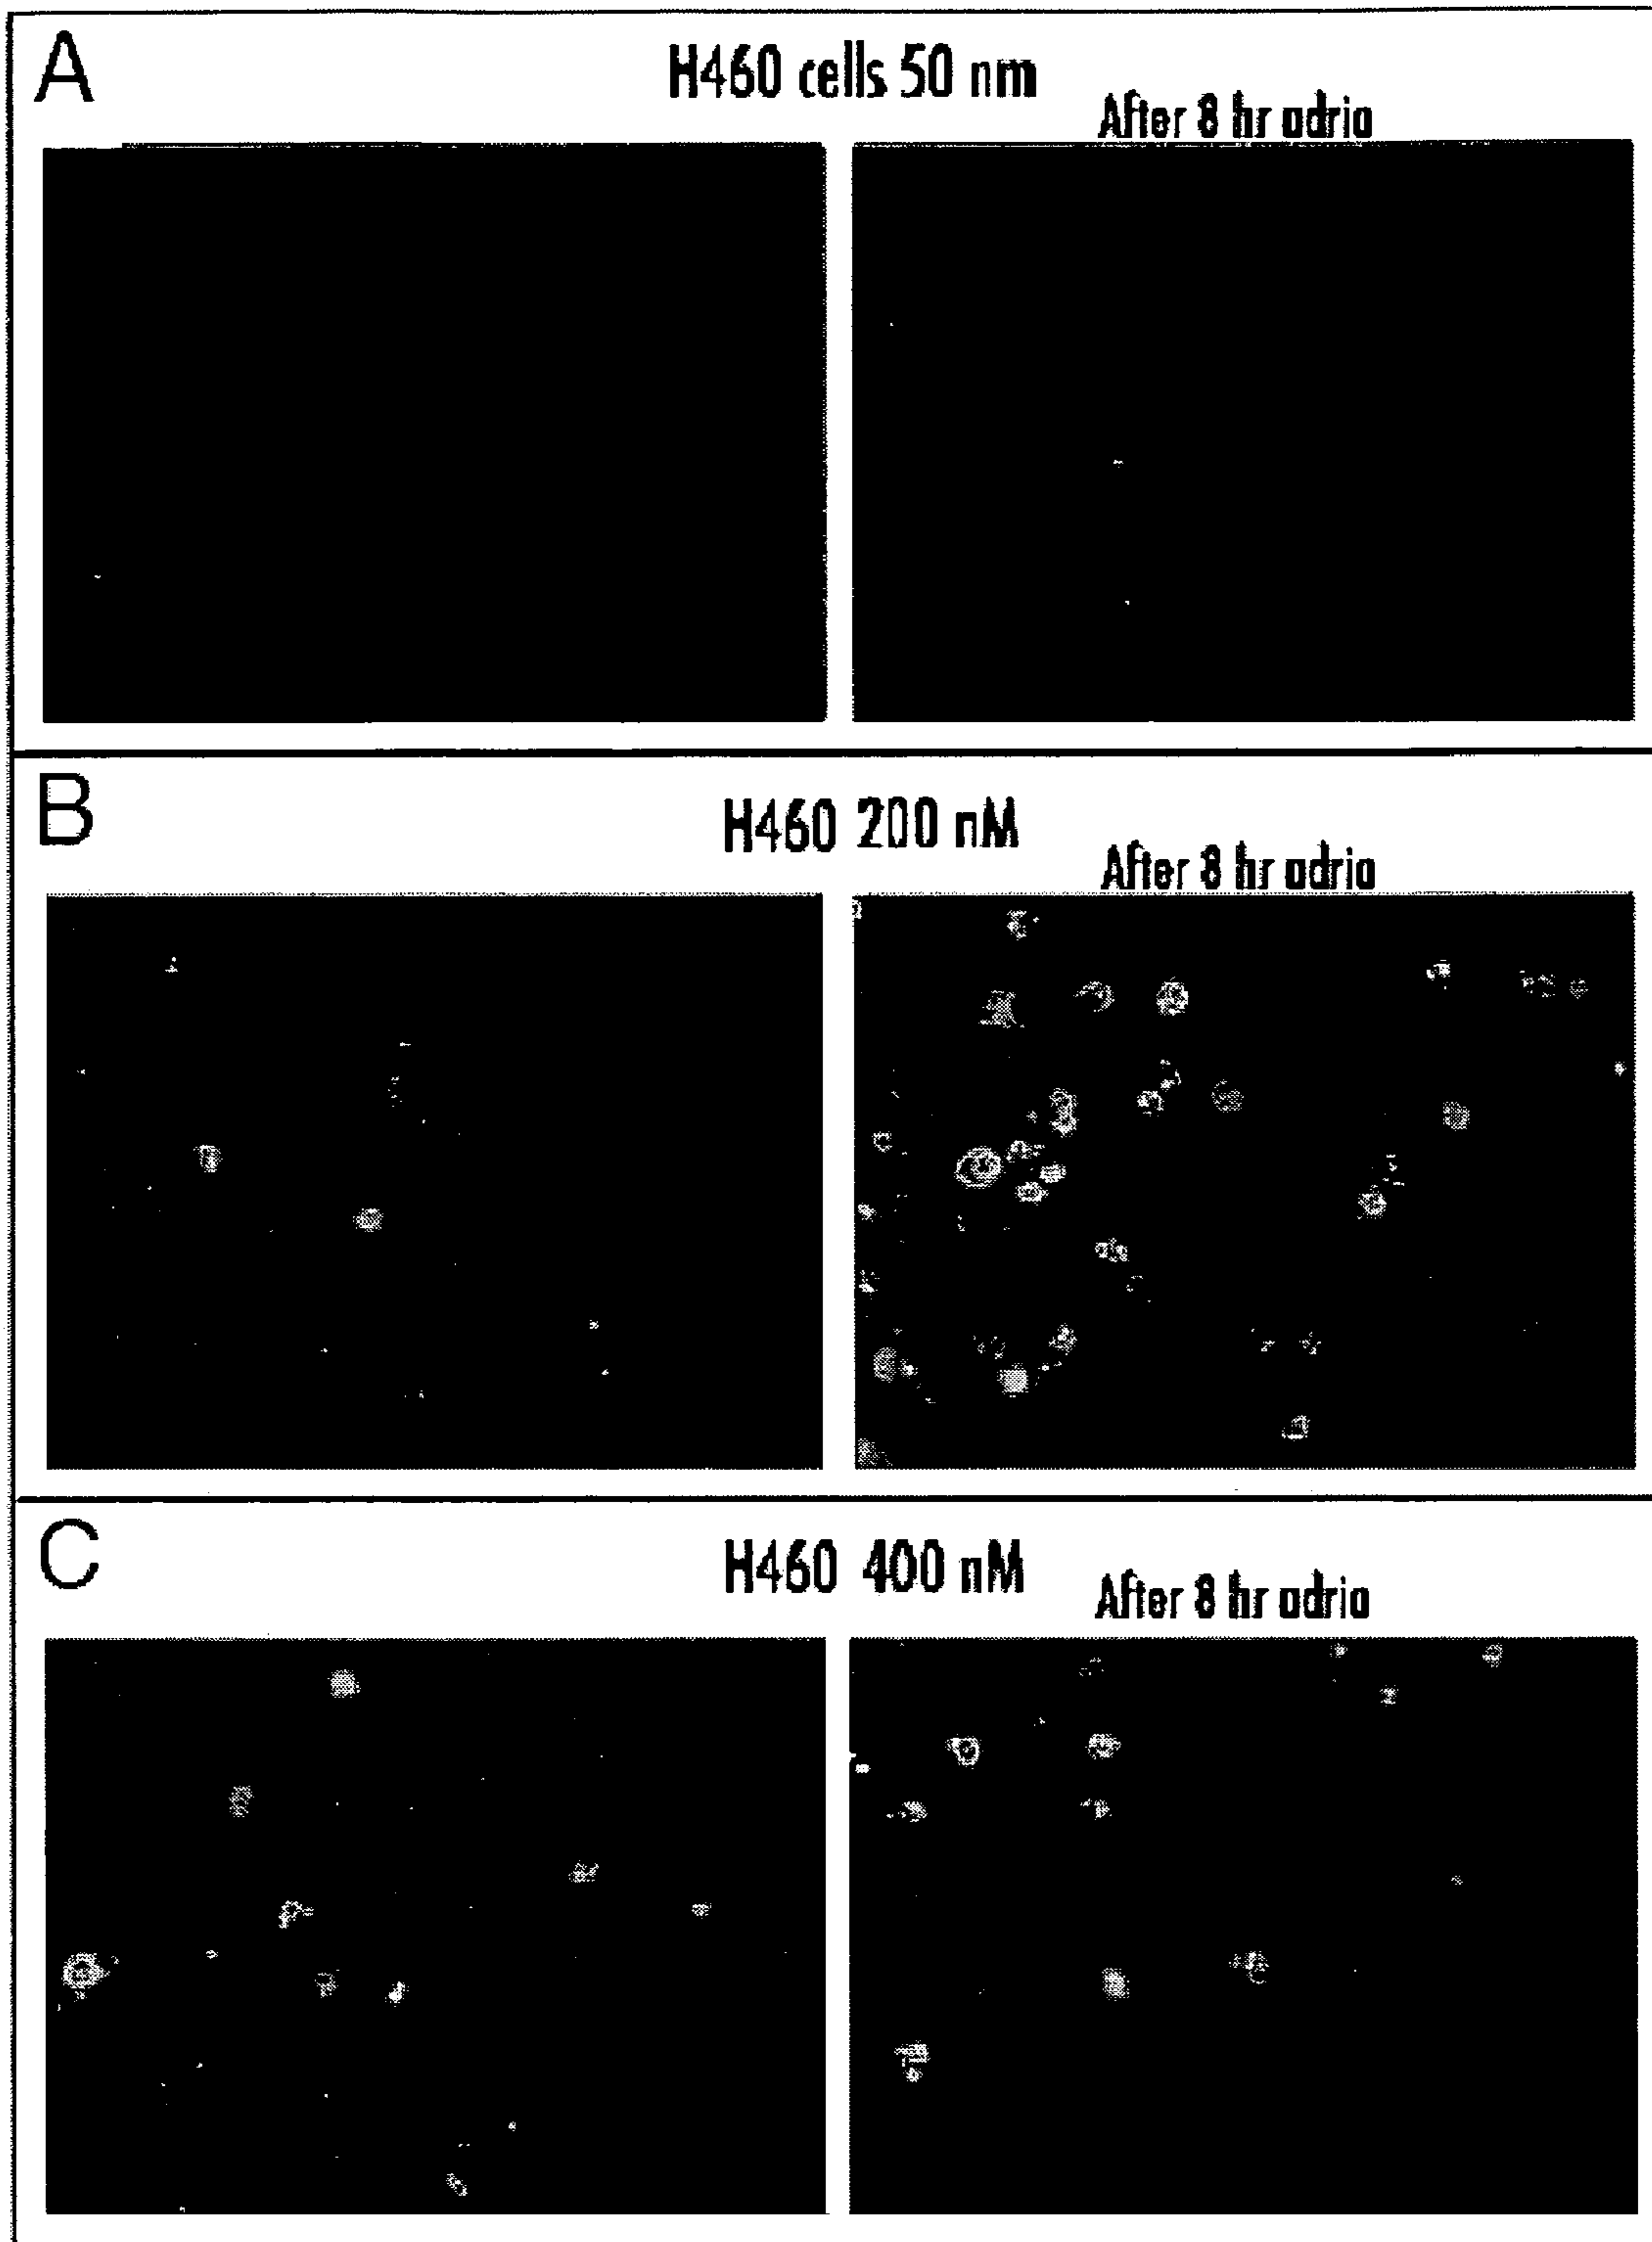 A
H460 cells 50 nm
After 8 hr adria
B
H460 200 nM
After 8 hr adria
C
H460 400 nM
After 8 hr adria